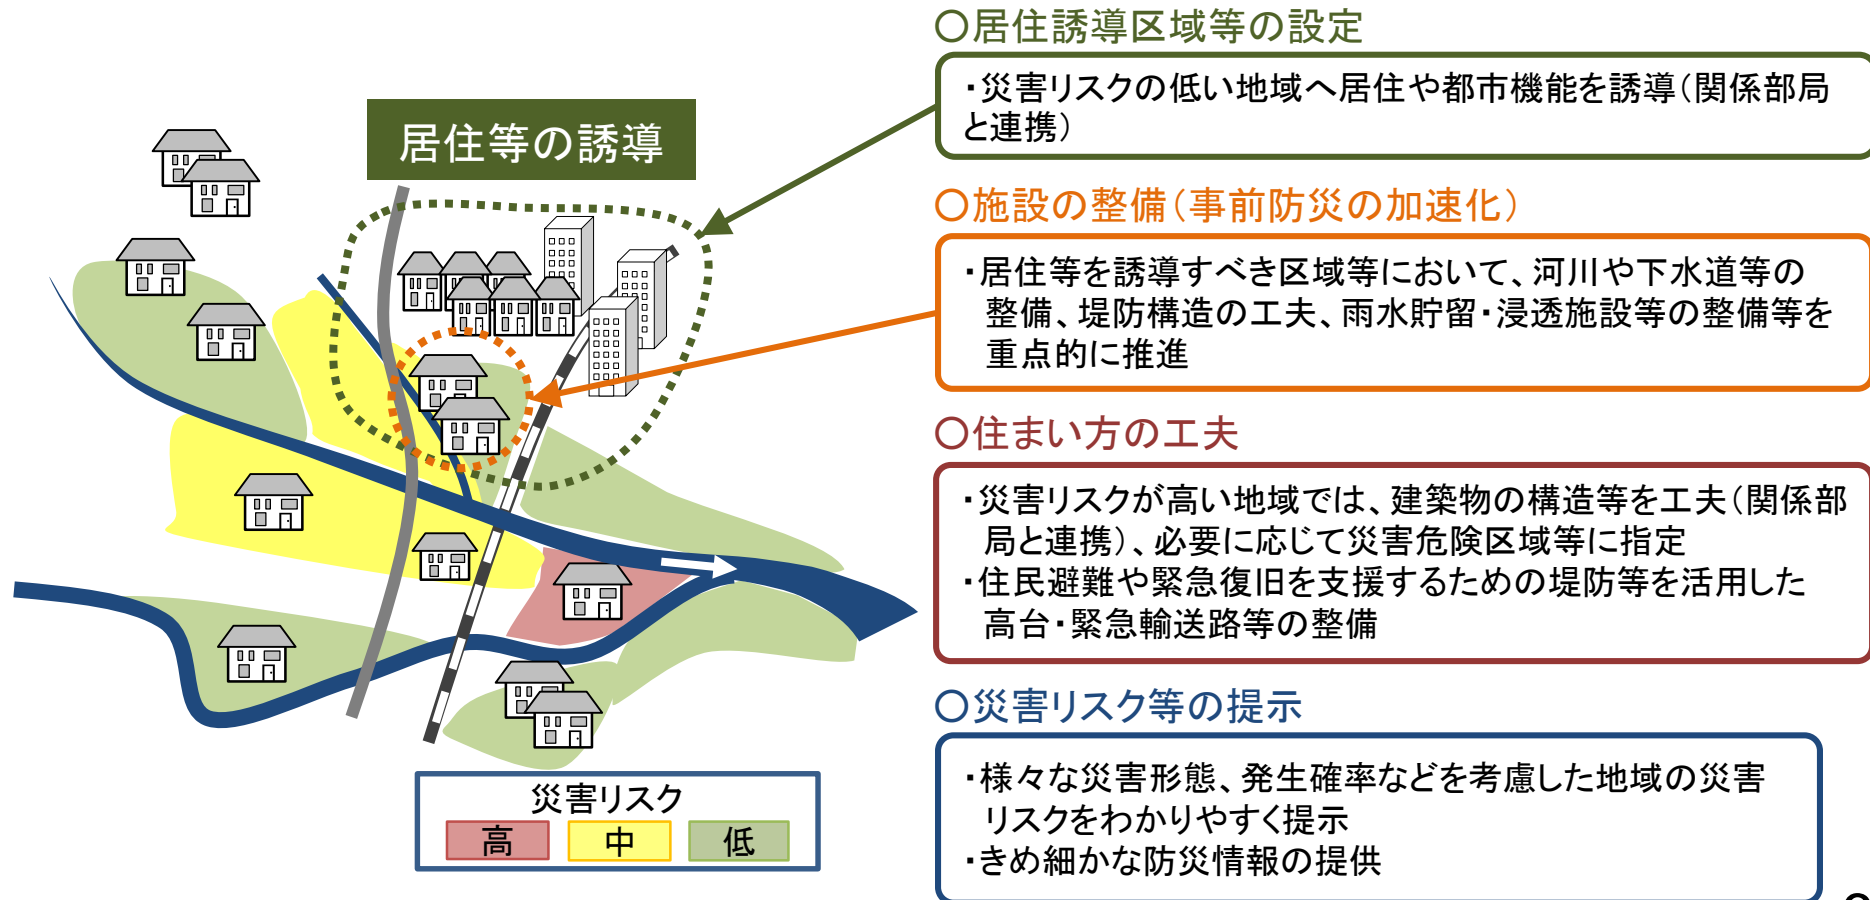 ○居住誘導区域等の設定
・災害リスクの低い地域へ居住や都市機能を誘導(関係部局
と連携)
居住等の誘導
○施設の整備(事前防災の加速化)
・居住等を誘導すべき区域等において、河川や下水道等の
整備、堤防構造の工夫、雨水貯留・浸透施設等の整備等を
重点的に推進
○住まい方の工夫
・災害リスクが高い地域では、建築物の構造等を工夫(関係部
局と連携)、必要に応じて災害危険区域等に指定
・住民避難や緊急復旧を支援するための堤防等を活用した
高台・緊急輸送路等の整備
○災害リスク等の提示
・様々な災害形態、発生確率などを考慮した地域の災害
リスクをわかりやすく提示
・きめ細かな防災情報の提供
災害リスク
高 中 低